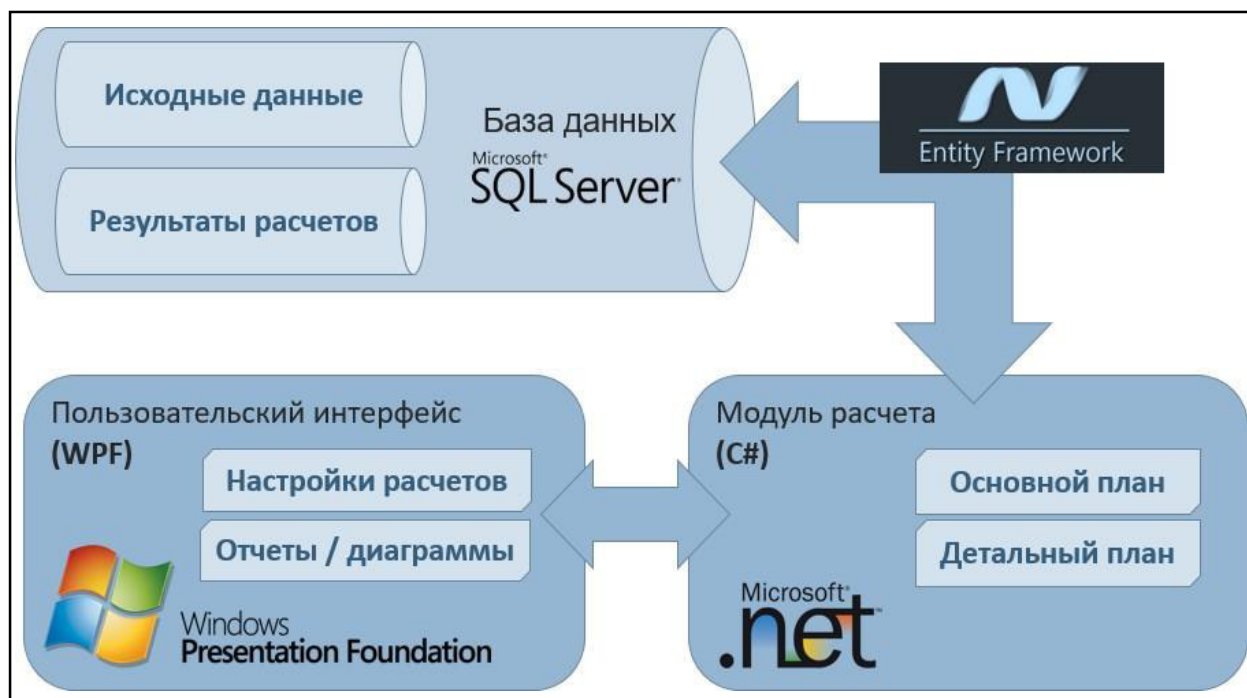 Исходные данные
Результаты расчетов
База данных
Microsoft®
SQL Server®
Entity Framework
Пользовательский интерфейс
(WPF)
Настройки расчетов
Отчеты / диаграммы
Windows
Presentation Foundation
Модуль расчета
(C#)
Основной план
Детальный план
Microsoft®
.net™